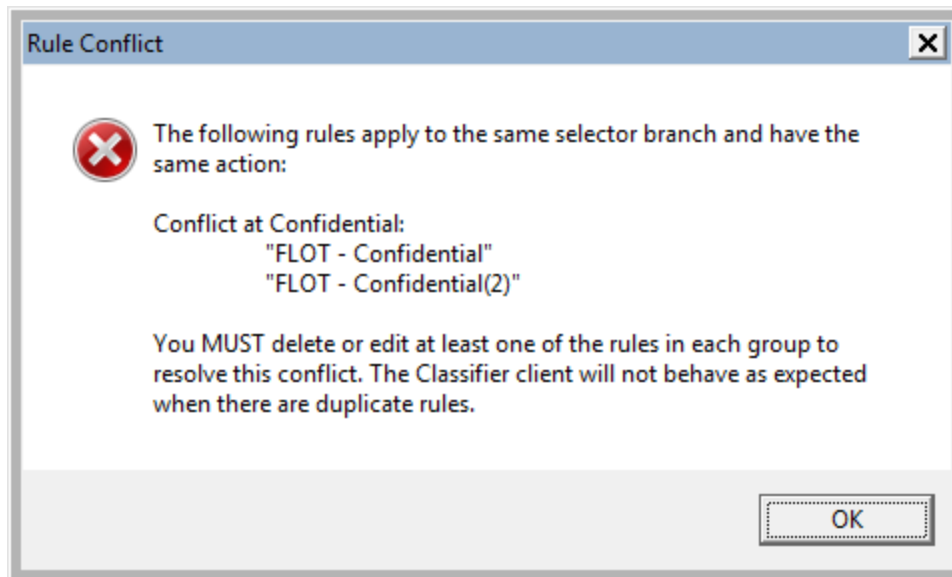 Rule Conflict
The following rules apply to the same selector branch and have the
same action:
Conflict at Confidential:
"FLOT - Confidential"
"FLOT - Confidential(2)"
You MUST delete or edit at least one of the rules in each group to
resolve this conflict. The Classifier client will not behave as expected
when there are duplicate rules.
OK